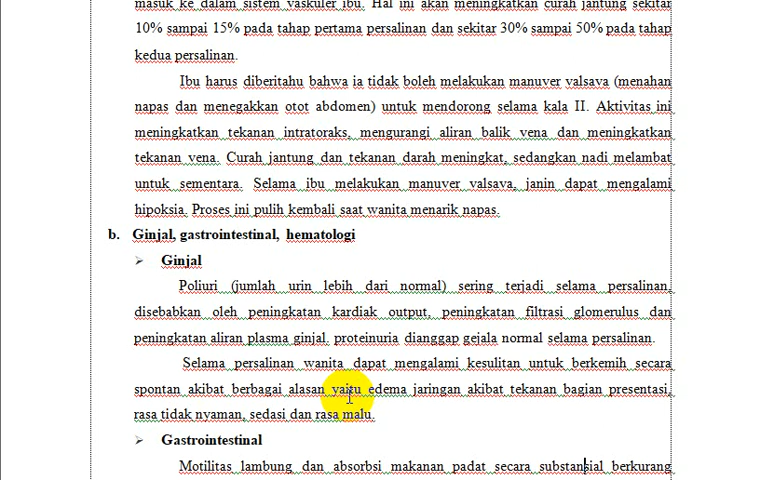 masuk ke dalam sistem vaskuler ibu. Hal ini akan meningkatkan curah jantung sekitar
10% sampai 15% pada tahap pertama persalinan dan sekitar 30% sampai 50% pada tahap
kedua persalinan.
Ibu harus diberitahu bahwa ia tidak boleh melakukan manuver valsava (menahan
napas dan menegakkan otot abdomen) untuk mendorong selama kala II. Aktivitas ini
meningkatkan tekanan intratoraks, mengurangi aliran balik vena dan meningkatkan
tekanan vena. Curah jantung dan tekanan darah meningkat, sedangkan nadi melambat
untuk sementara. Selama ibu melakukan manuver valsava, janin dapat mengalami
hipoksia. Proses ini pulih kembali saat wanita menarik napas.
b. Ginjal, gastrointestinal, hematologi
➢ Ginjal
Poliuri (jumlah urin lebih dari normal) sering terjadi selama persalinan,
disebabkan oleh peningkatan kardiak output, peningkatan filtrasi glomerulus dan
peningkatan aliran plasma ginjal. proteinuria dianggap gejala normal selama persalinan.
Selama persalinan wanita dapat mengalami kesulitan untuk berkemih secara
spontan akibat berbagai alasan yaitu edema jaringan akibat tekanan bagian presentasi,
rasa tidak nyaman, sedasi dan rasa malu.
➢ Gastrointestinal
Motilitas lambung dan absorbsi makanan padat secara substansial berkurang